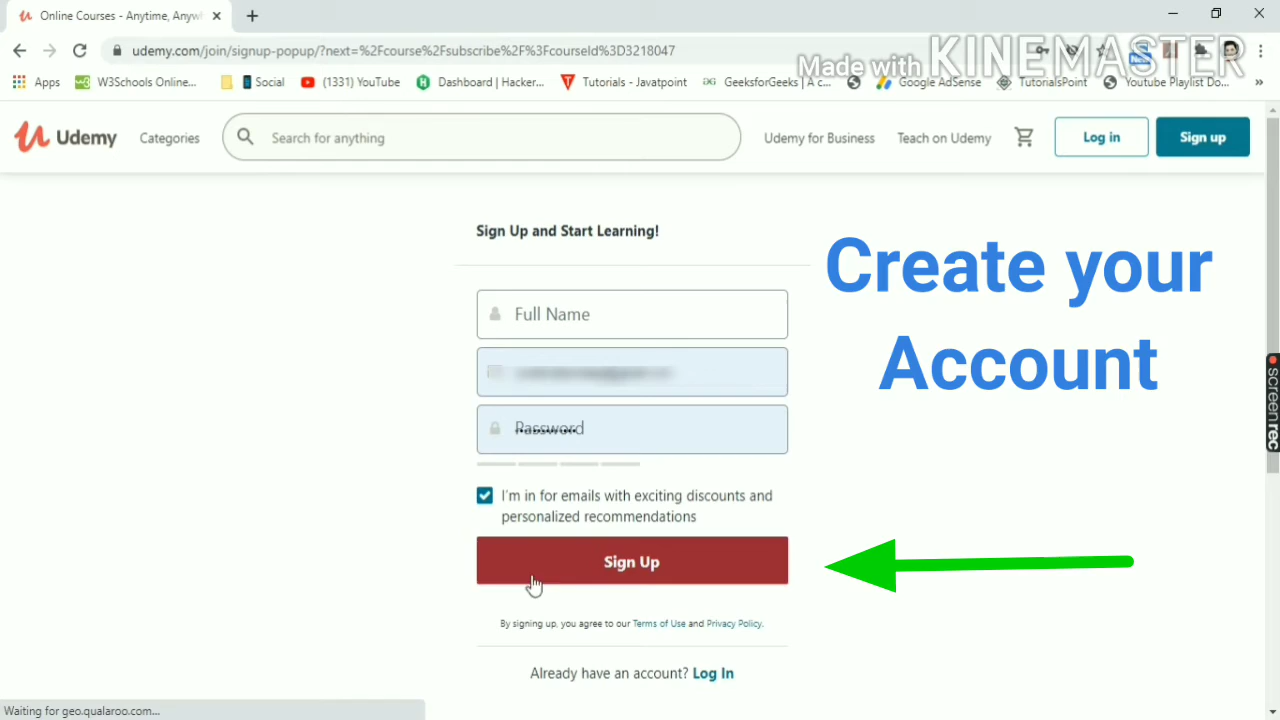 Online Courses - Anytime, Anyw
udemy.com/join/signup-popup/?next=%2Fcourse%2Fsubscribe%2F%3FcourseId%3D3218047
Made with KINEMASTER
Apps W3Schools Online... Social (1331) YouTube Dashboard | Hacker... Tutorials - Javatpoint GeeksforGeeks | A c... Google AdSense TutorialsPoint Youtube Playlist Do... »
Udemy Categories Search for anything Udemy for Business Teach on Udemy Log in Sign up
Sign Up and Start Learning!
Create your
Account
Full Name
Password
I'm in for emails with exciting discounts and
personalized recommendations
Sign Up
By signing up, you agree to our Terms of Use and Privacy Policy.
Already have an account? Log In
screenrec
Waiting for geo.qualaroo.com...